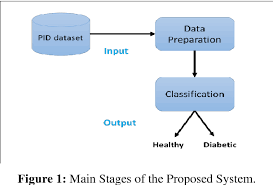 PID dataset
Data
Preparation
Input
Classification
Output
Healthy Diabetic
Figure 1: Main Stages of the Proposed System.